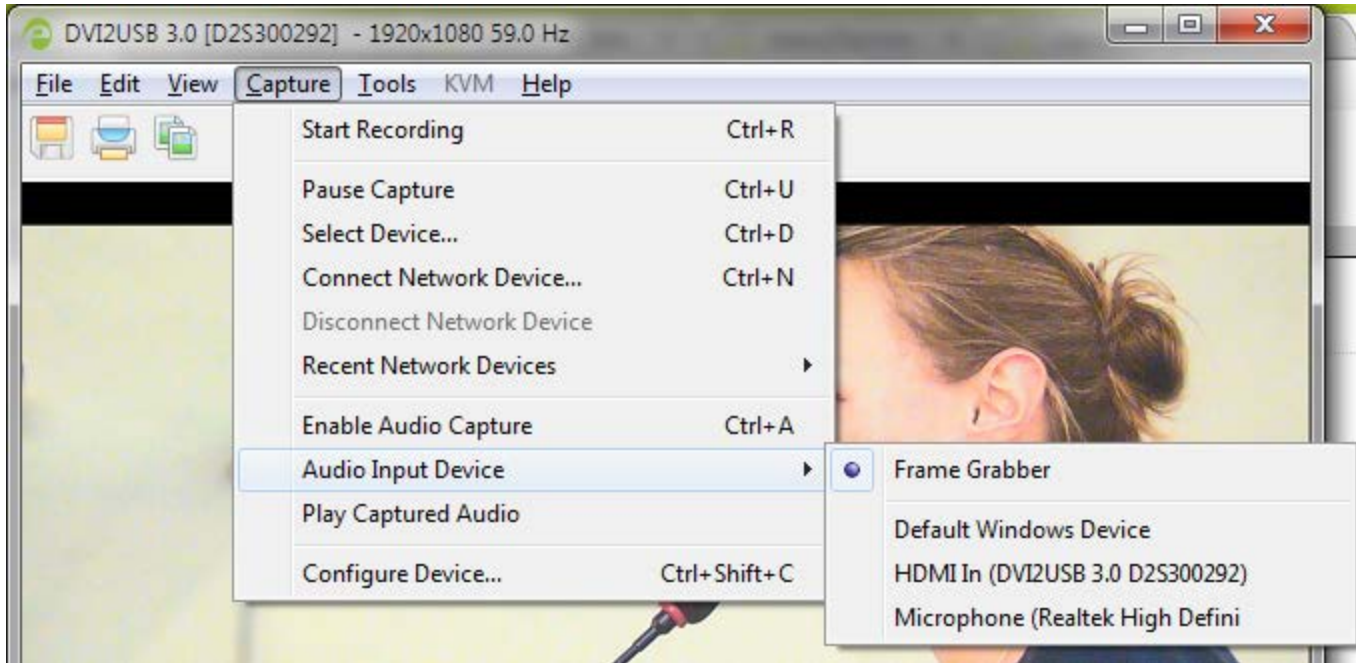 DVI2USB 3.0 [D2S300292] - 1920x1080 59.0 Hz
File Edit View Capture Tools KVM Help
Start Recording Ctrl+R
Pause Capture Ctrl+U
Select Device... Ctrl+D
Connect Network Device... Ctrl+N
Disconnect Network Device
Recent Network Devices
Enable Audio Capture Ctrl+A
Audio Input Device
Play Captured Audio
Configure Device... Ctrl+Shift+C
Frame Grabber
Default Windows Device
HDMI In (DVI2USB 3.0 D2S300292)
Microphone (Realtek High Defini